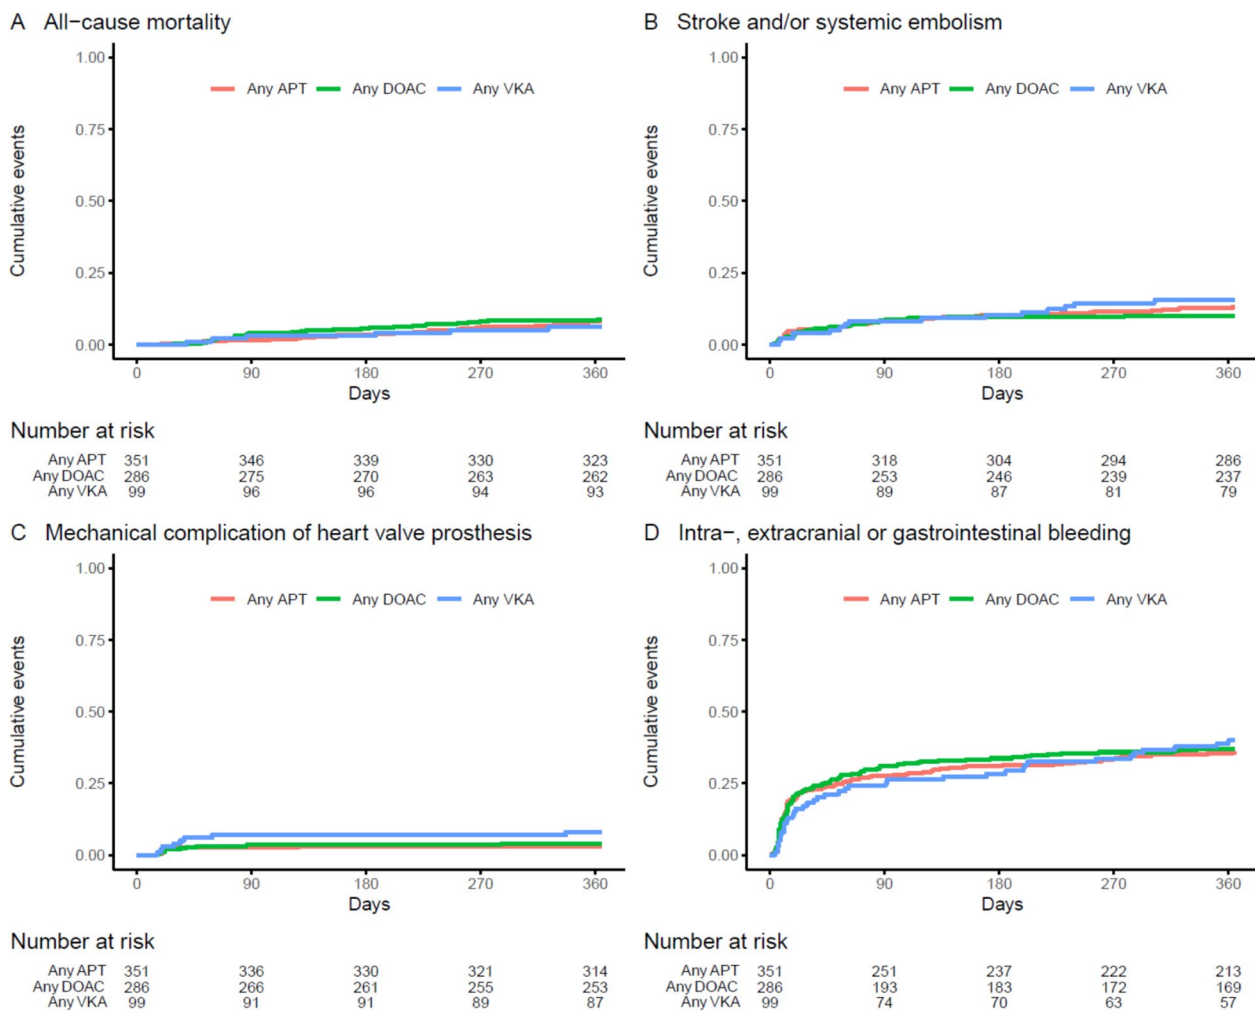 A All−cause mortality
1.00
0.75
0.50
0.25
0.00
Cumulative events
Any APT Any DOAC Any VKA
0 90 180 270 360
Days
Number at risk
Any APT 351 346 339 330 323
Any DOAC 286 275 270 263 262
Any VKA 99 96 96 94 93
B Stroke and/or systemic embolism
1.00
0.75
0.50
0.25
0.00
Cumulative events
Any APT Any DOAC Any VKA
0 90 180 270 360
Days
Number at risk
Any APT 351 318 304 294 286
Any DOAC 286 253 246 239 237
Any VKA 99 89 87 81 79
C Mechanical complication of heart valve prosthesis
1.00
0.75
0.50
0.25
0.00
Cumulative events
Any APT Any DOAC Any VKA
0 90 180 270 360
Days
Number at risk
Any APT 351 336 330 321 314
Any DOAC 286 266 261 255 253
Any VKA 99 91 91 89 87
D Intra−, extracranial or gastrointestinal bleeding
1.00
0.75
0.50
0.25
0.00
Cumulative events
Any APT Any DOAC Any VKA
0 90 180 270 360
Days
Number at risk
Any APT 351 251 237 222 213
Any DOAC 286 193 183 172 169
Any VKA 99 74 70 63 57